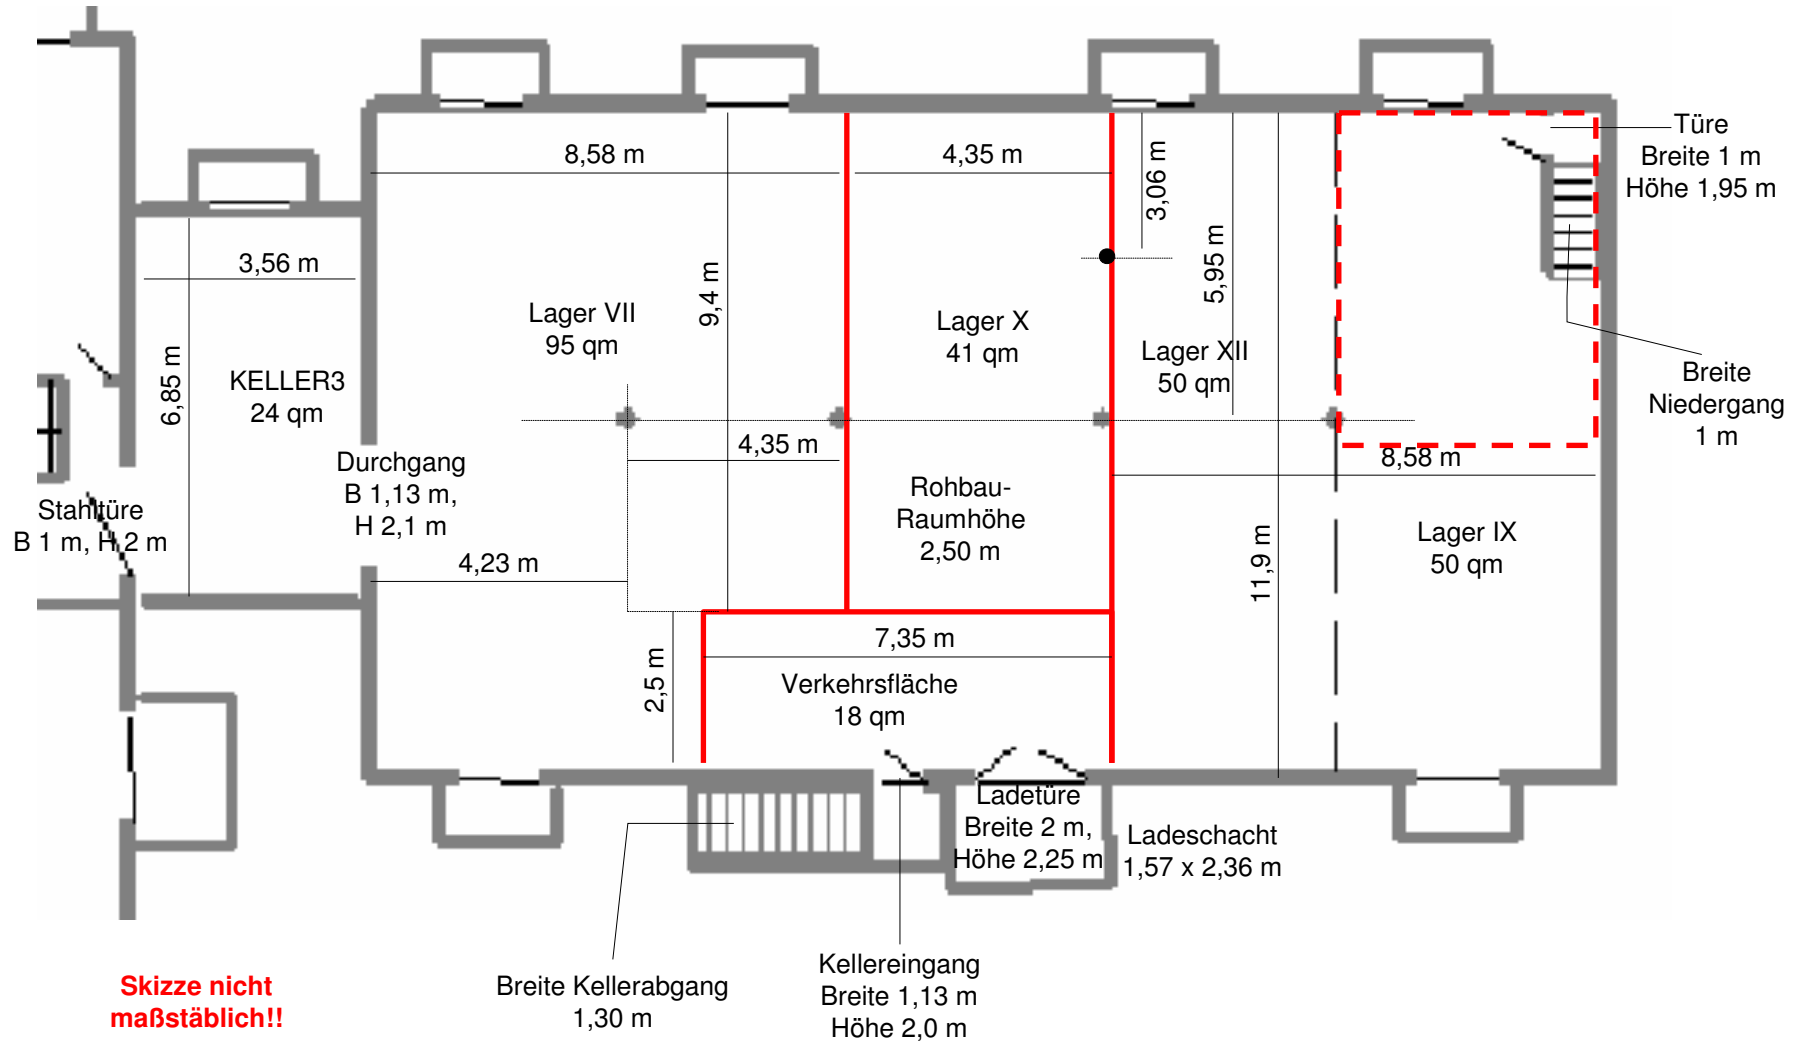 Türe
Breite 1 m
Höhe 1,95 m
8,58 m
4,35 m
3,06 m
3,56 m
9,4 m
5,95 m
Lager VII
95 qm
Lager X
41 qm
Lager XII
50 qm
6,85 m
KELLER3
24 qm
Breite
Niedergang
1 m
4,35 m
8,58 m
Durchgang
B 1,13 m,
H 2,1 m
Rohbau-
Raumhöhe
2,50 m
Stahltüre
B 1 m, H 2 m
Lager IX
50 qm
4,23 m
11,9 m
7,35 m
2,5 m
Verkehrsfläche
18 qm
Ladetüre
Breite 2 m,
Höhe 2,25 m
Ladeschacht
1,57 x 2,36 m
Skizze nicht
maßstäblich!!
Breite Kellerabgang
1,30 m
Kellereingang
Breite 1,13 m
Höhe 2,0 m